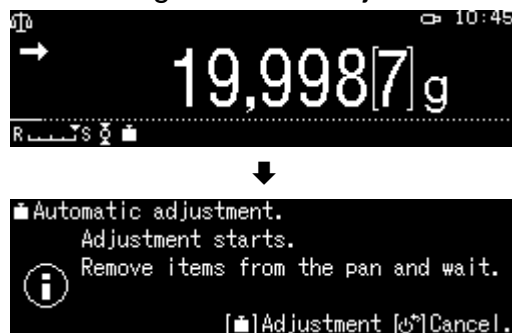 10:45
19,998[7] g
R S
Automatic adjustment.
Adjustment starts.
Remove items from the pan and wait.
[ ]Adjustment [ ]Cancel.